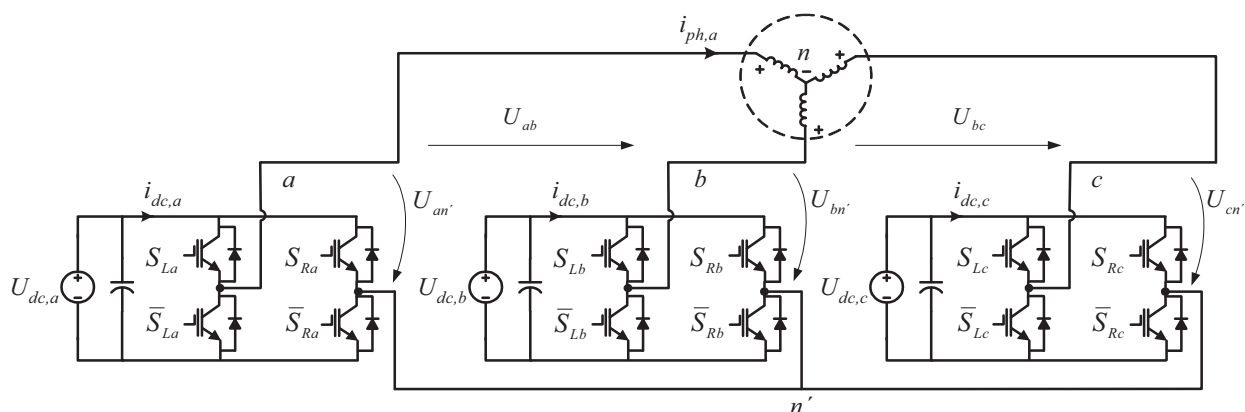 i_{ph,a}
n
+ - +
+
U_{ab}
U_{bc}
a
b
c
i_{dc,a}
U_{an´}
i_{dc,b}
U_{bn´}
i_{dc,c}
U_{cn´}
S_{La}
S_{Ra}
S_{Lb}
S_{Rb}
S_{Lc}
S_{Rc}
U_{dc,a}
+
-
U_{dc,b}
+
-
U_{dc,c}
+
-
S̅_{La}
S̅_{Ra}
S̅_{Lb}
S̅_{Rb}
S̅_{Lc}
S̅_{Rc}
n´